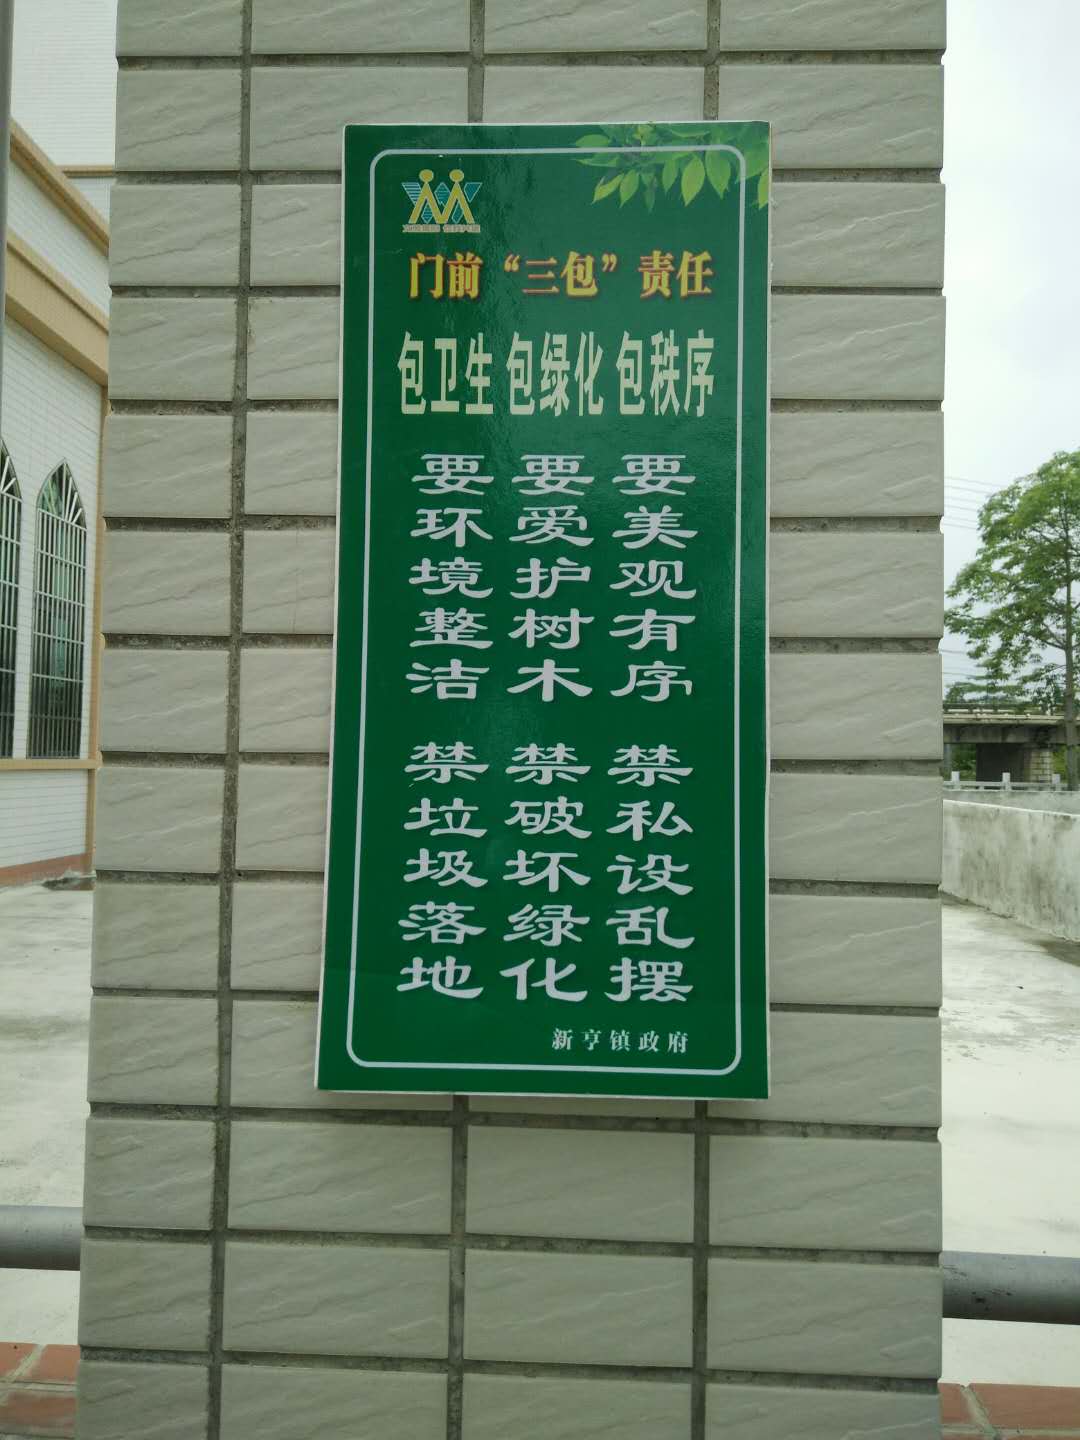 门前“三包”责任
包卫生 包绿化 包秩序
要环境整洁
要爱护树木
要美观有序
禁垃圾落地
禁破坏绿化
禁私设乱摆
新亨镇政府